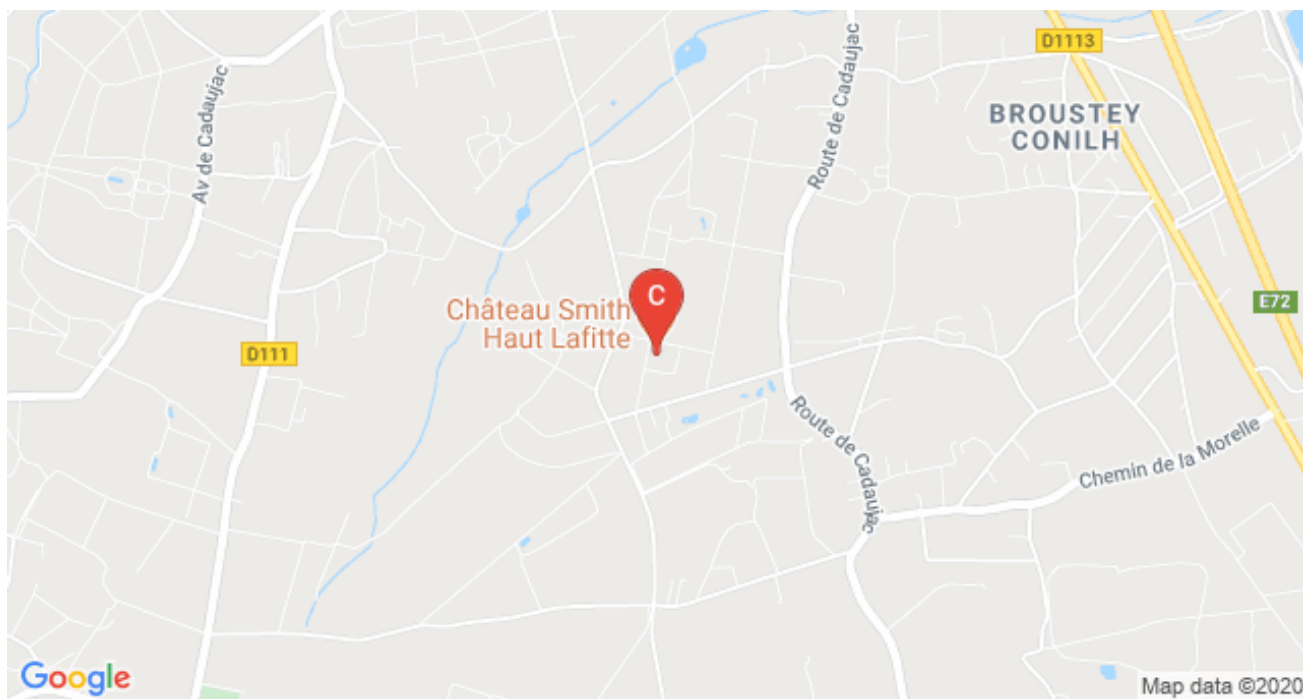 D1113
BROUSTEY
CONILH
Av de Cadaujac
Route de Cadaujac
C
Château Smith
Haut Lafitte
E72
D111
Route de Cadaujac
Chemin de la Morelle
Google
Map data ©2020